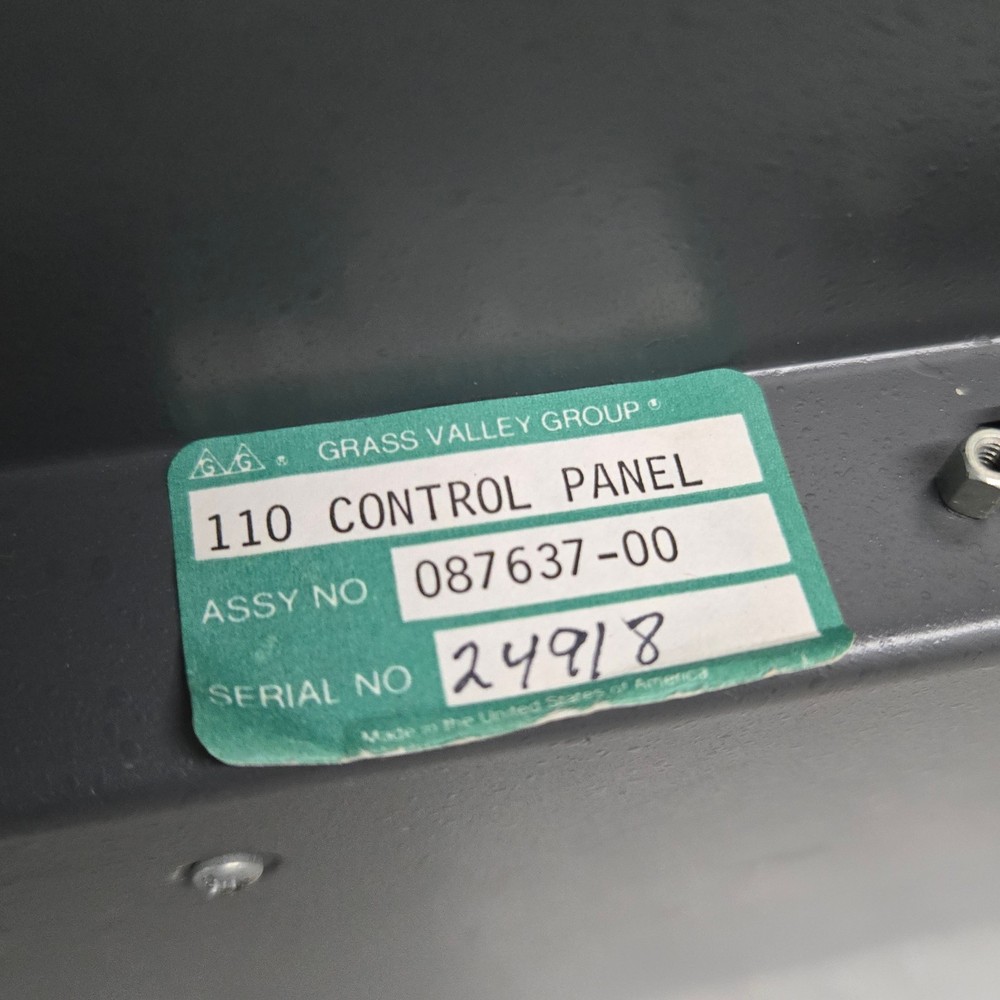 GG® GRASS VALLEY GROUP®
110 CONTROL PANEL
ASSY NO 087637-00
SERIAL NO 24918
Made in the United States of America